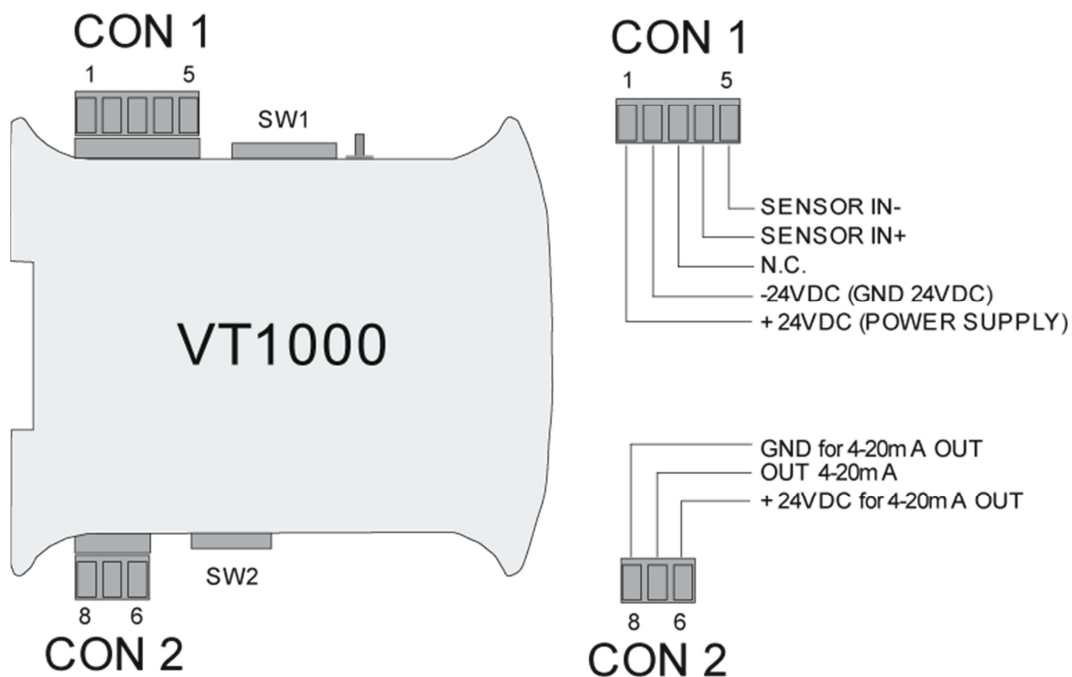 CON 1
1 5
SW1
VT1000
SW2
8 6
CON 2
CON 1
1 5
SENSOR IN-
SENSOR IN+
N.C.
-24VDC (GND 24VDC)
+24VDC (POWER SUPPLY)
GND for 4-20mA OUT
OUT 4-20mA
+24VDC for 4-20mA OUT
8 6
CON 2